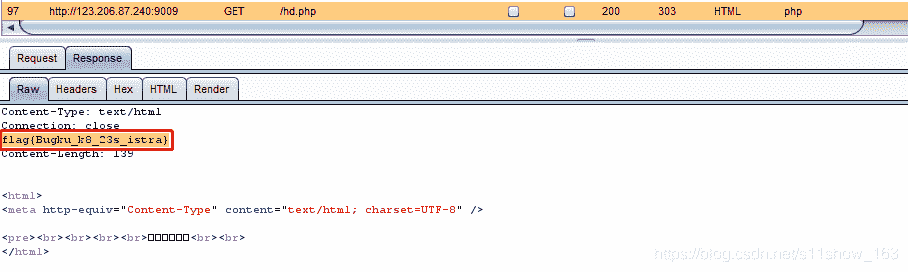 97 http://123.206.87.240:9009 GET /hd.php 200 303 HTML php
Request Response
Raw Headers Hex HTML Render
Content-Type: text/html
Connection: close
flag{Bugku_k8_23s_istra}
Content-Length: 139
<html>
<meta http-equiv="Content-Type" content="text/html; charset=UTF-8" />
<pre><br><br><br><br>□□□□□□<br><br>
</html>
https://blog.csdn.net/s11show_163